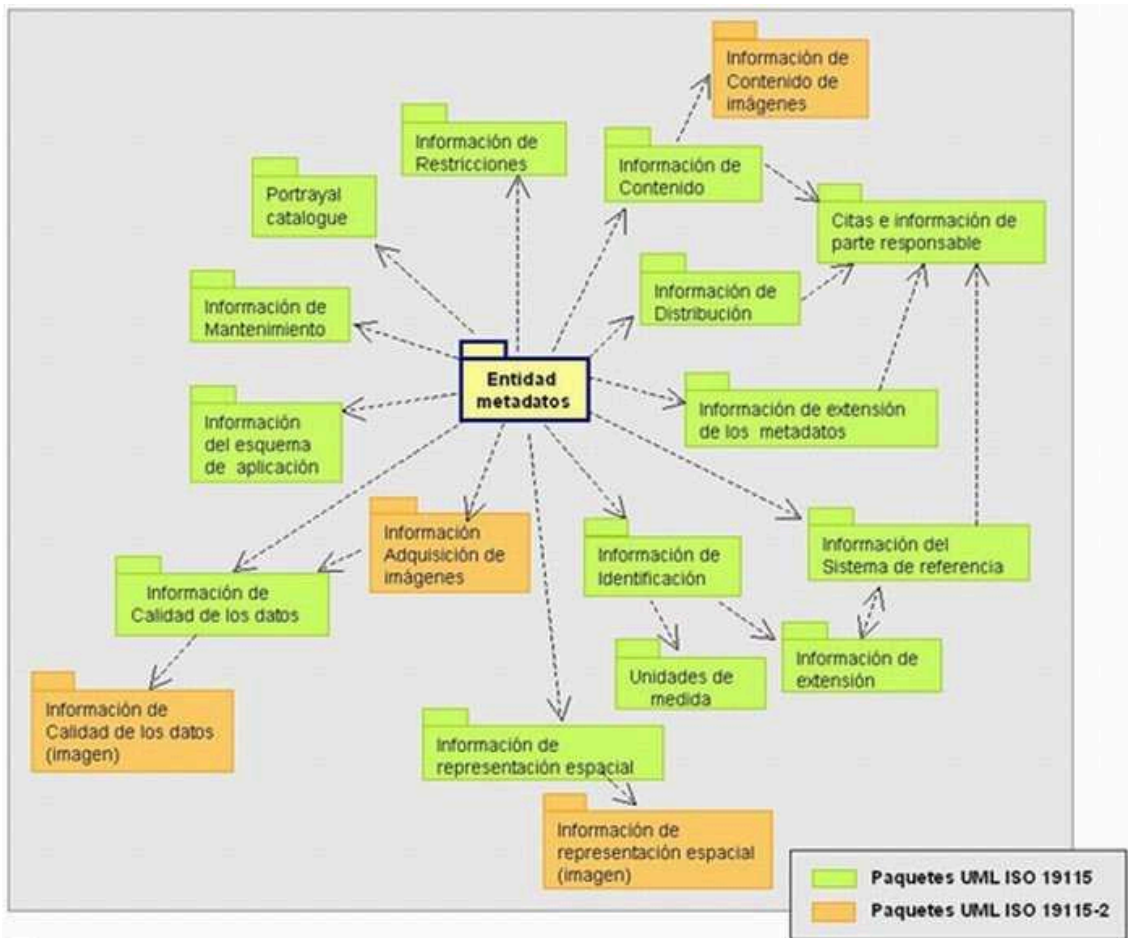 Información de
Contenido de
imágenes
Información de
Restricciones
Información de
Contenido
Portrayal
catalogue
Citas e información de
parte responsable
Información de
Mantenimiento
Información de
Distribución
Entidad
metadatos
Información
del esquema
de aplicación
Información de extensión
de los metadatos
Información
Adquisición de
imágenes
Información de
Identificación
Información del
Sistema de referencia
Información de
Calidad de los datos
Unidades de
medida
Información de
extensión
Información de
Calidad de los datos
(imagen)
Información de
representación espacial
Información de
representación espacial
(imagen)
Paquetes UML ISO 19115
Paquetes UML ISO 19115-2